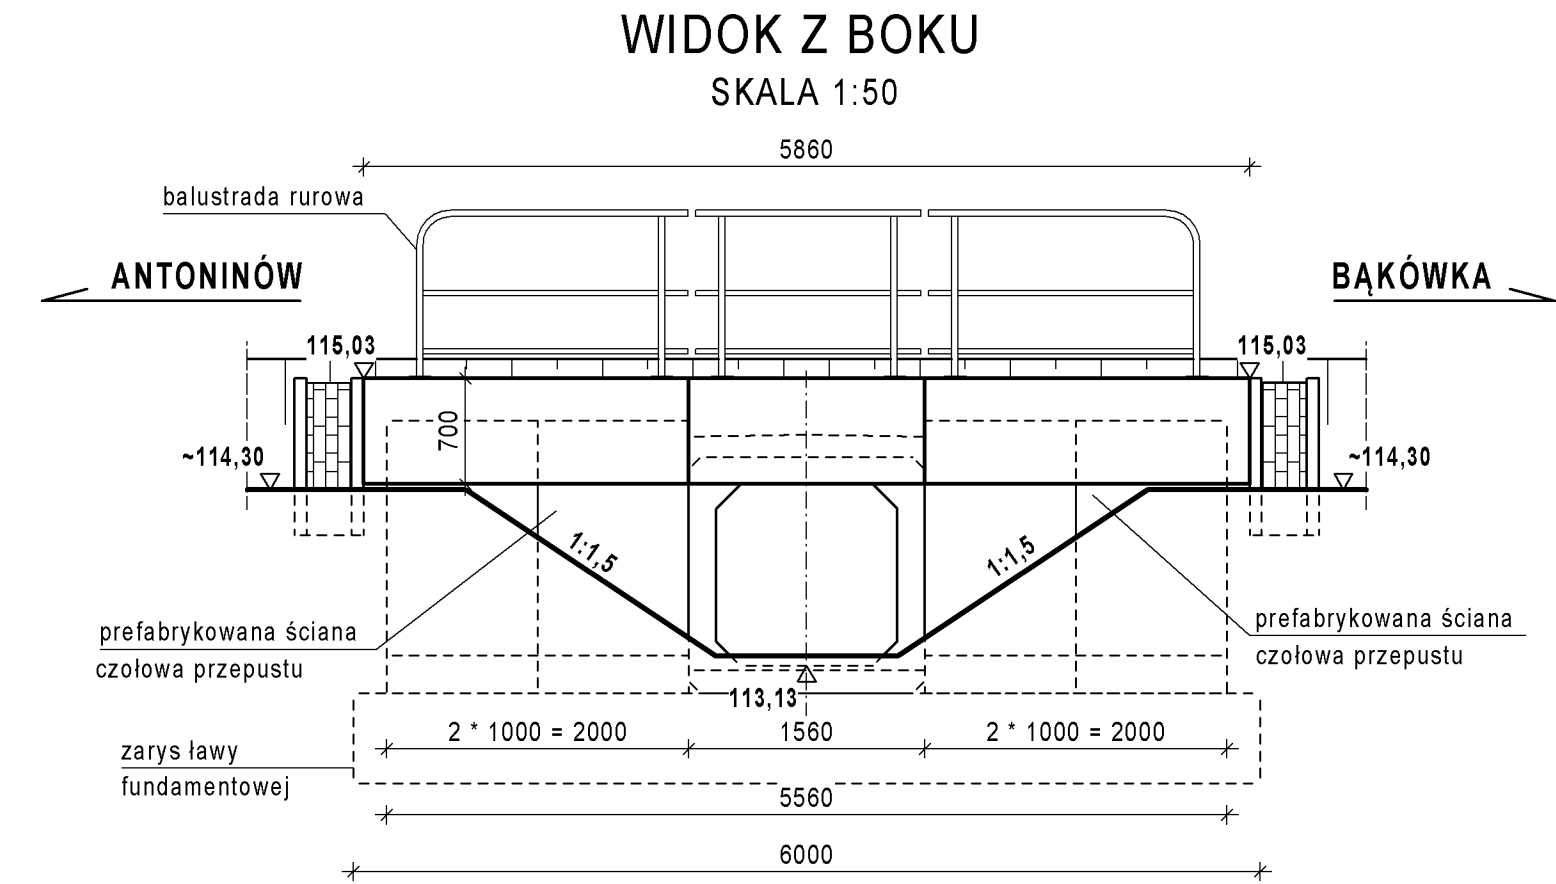 WIDOK Z BOKU
SKALA 1:50
5860
balustrada rurowa
ANTONINÓW
BĄKÓWKA
115,03
115,03
700
~114,30
~114,30
1:1,5
1:1,5
prefabrykowana ściana
czołowa przepustu
prefabrykowana ściana
czołowa przepustu
113,13
2 * 1000 = 2000
1560
2 * 1000 = 2000
zarys ławy
fundamentowej
5560
6000